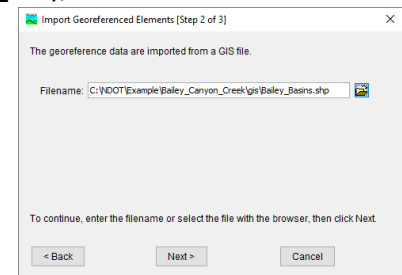 Import Georeferenced Elements [Step 2 of 3]
The georeference data are imported from a GIS file.
Filename: C:\NDOT\Example\Bailey_Canyon_Creek\gis\Bailey_Basins.shp
To continue, enter the filename or select the file with the browser, then click Next.
< Back Next > Cancel